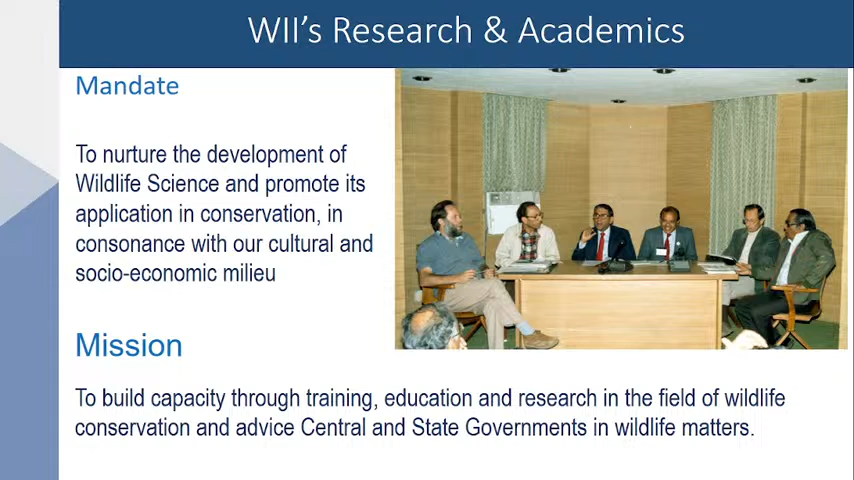 WII's Research & Academics
Mandate
To nurture the development of
Wildlife Science and promote its
application in conservation, in
consonance with our cultural and
socio-economic milieu
Mission
To build capacity through training, education and research in the field of wildlife
conservation and advice Central and State Governments in wildlife matters.